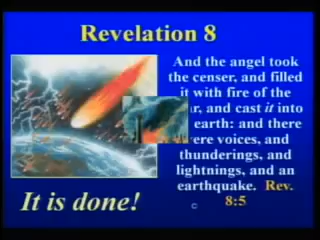 Revelation 8
And the angel took
the censer, and filled
it with fire of the
and cast it into
earth: and there
were voices, and
thunderings, and
lightnings, and an
earthquake. Rev.
8:5
It is done!
c